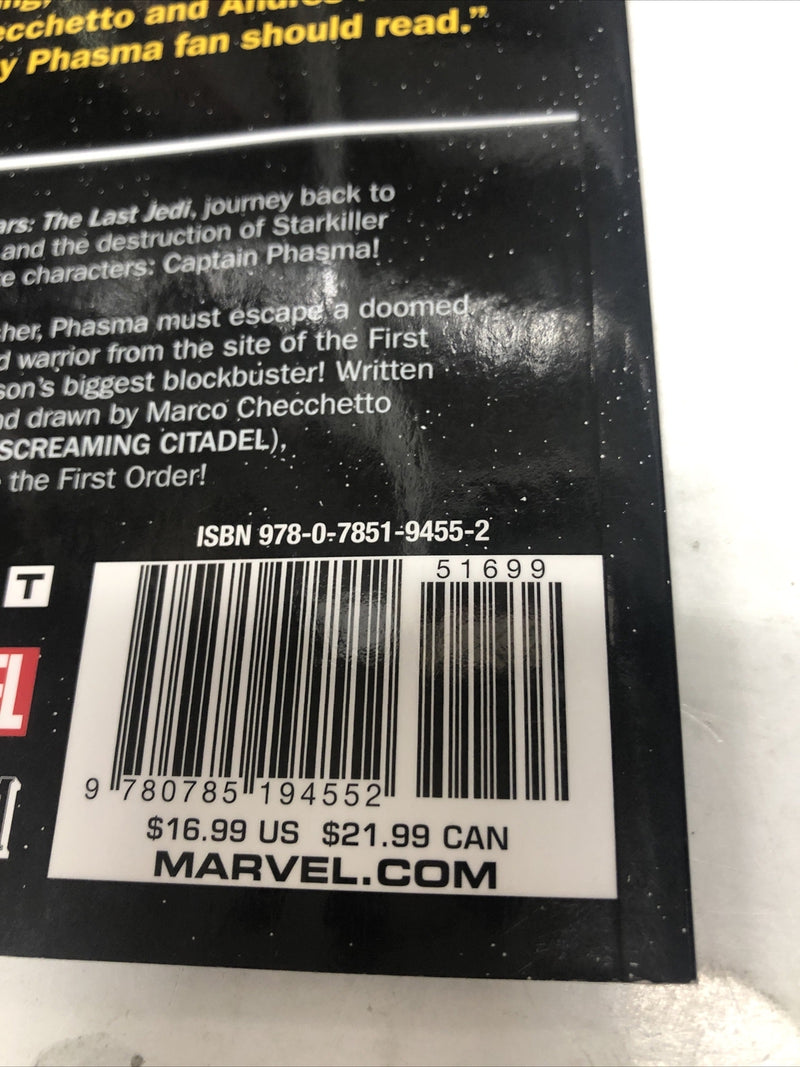 ecchetto and
y Phasma fan should read.”
ars: The Last Jedi, journey back to
and the destruction of Starkiller
e characters: Captain Phasma!
her, Phasma must escape a doomed
d warrior from the site of the First
son's biggest blockbuster! Written
nd drawn by Marco Checchetto
SCREAMING CITADEL),
the First Order!
ISBN 978-0-7851-9455-2
T
51699
EL
9 780785 194552
$16.99 US $21.99 CAN
MARVEL.COM